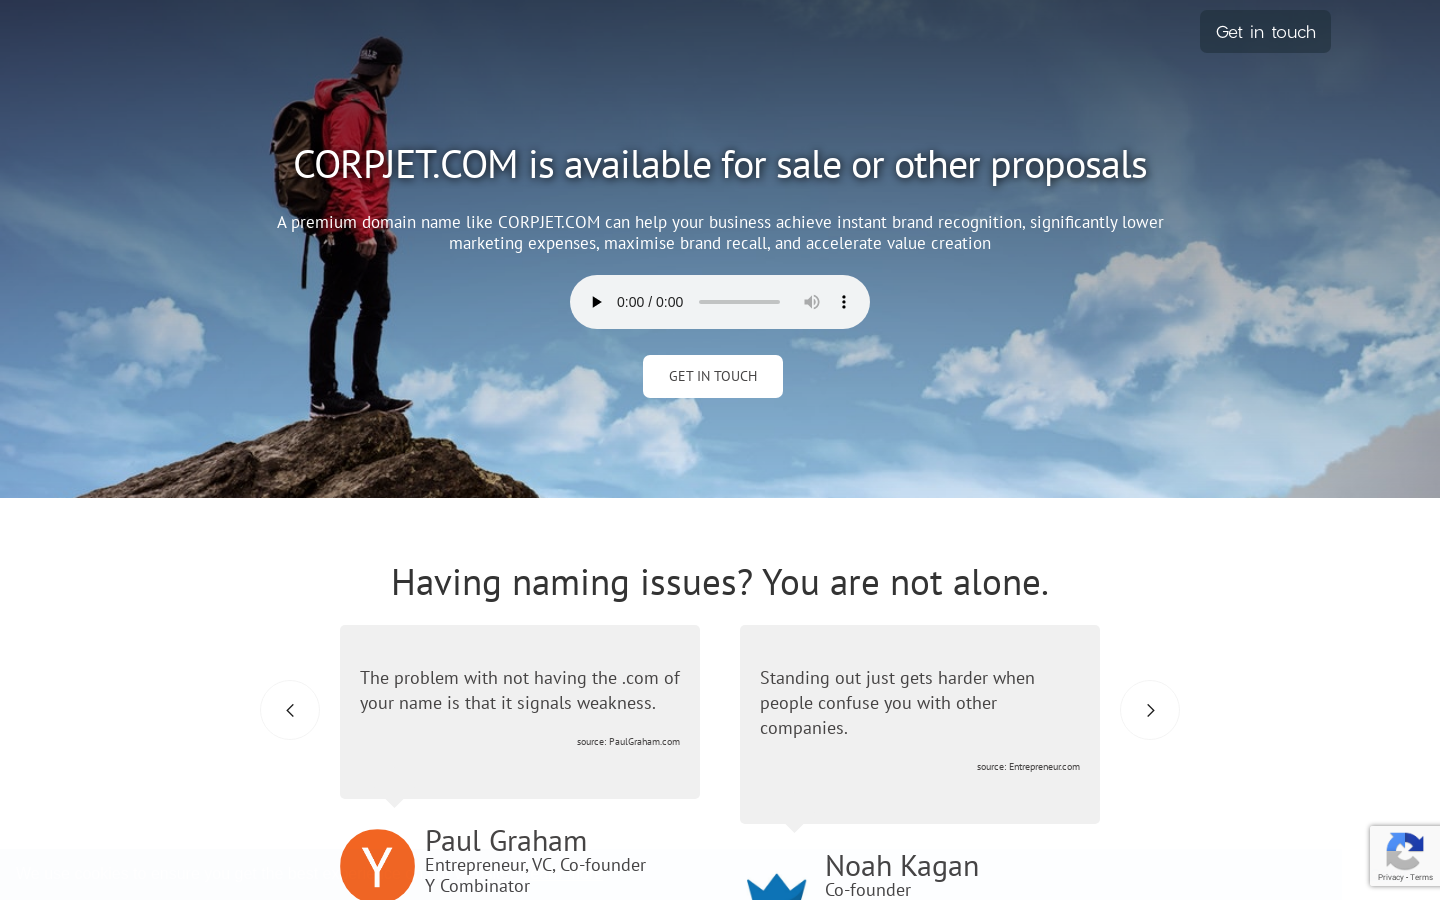 Get in touch
CORPJET.COM is available for sale or other proposals
A premium domain name like CORPJET.COM can help your business achieve instant brand recognition, significantly lower
marketing expenses, maximise brand recall, and accelerate value creation
0:00 / 0:00
GET IN TOUCH
Having naming issues? You are not alone.
The problem with not having the .com of
your name is that it signals weakness.
source: PaulGraham.com
Standing out just gets harder when
people confuse you with other
companies.
source: Entrepreneur.com
Y
Paul Graham
Entrepreneur, VC, Co-founder
Y Combinator
Noah Kagan
Co-founder
Privacy - Terms